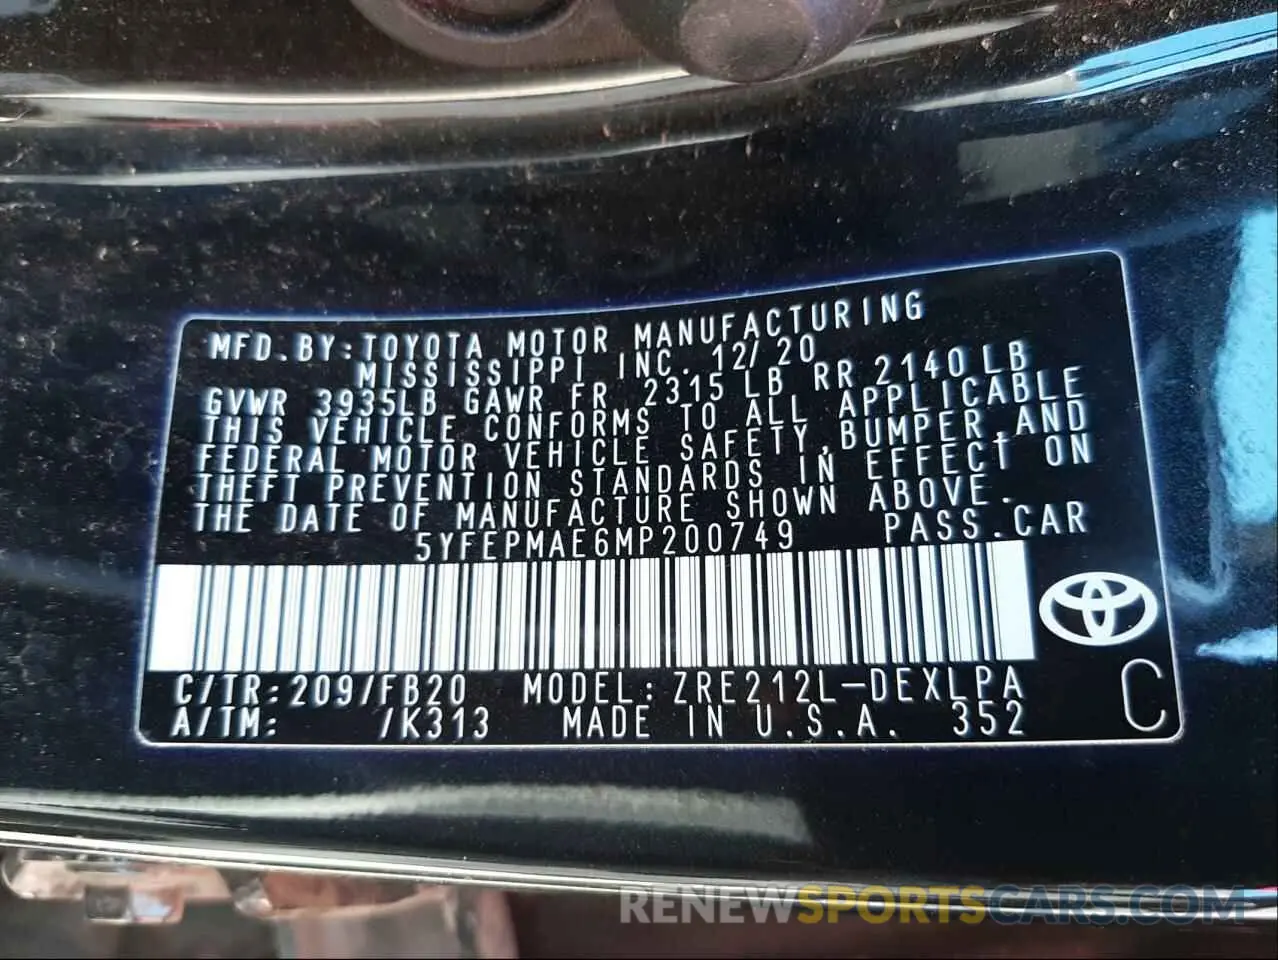 MFD.BY:TOYOTA MOTOR MANUFACTURING
MISSISSIPPI INC. 12/20
GVWR 3935LB GAWR FR 2315 LB RR 2140 LB
THIS VEHICLE CONFORMS TO ALL APPLICABLE
FEDERAL MOTOR VEHICLE SAFETY,BUMPER,AND
THEFT PREVENTION STANDARDS IN EFFECT ON
THE DATE OF MANUFACTURE SHOWN ABOVE.
5YFEPMAE6MP200749 PASS.CAR
C/TR:209/FB20 MODEL:ZRE212L-DEXLPA
A/TM: /K313 MADE IN U.S.A. 352
C
RENEWSPORTSCARS.COM